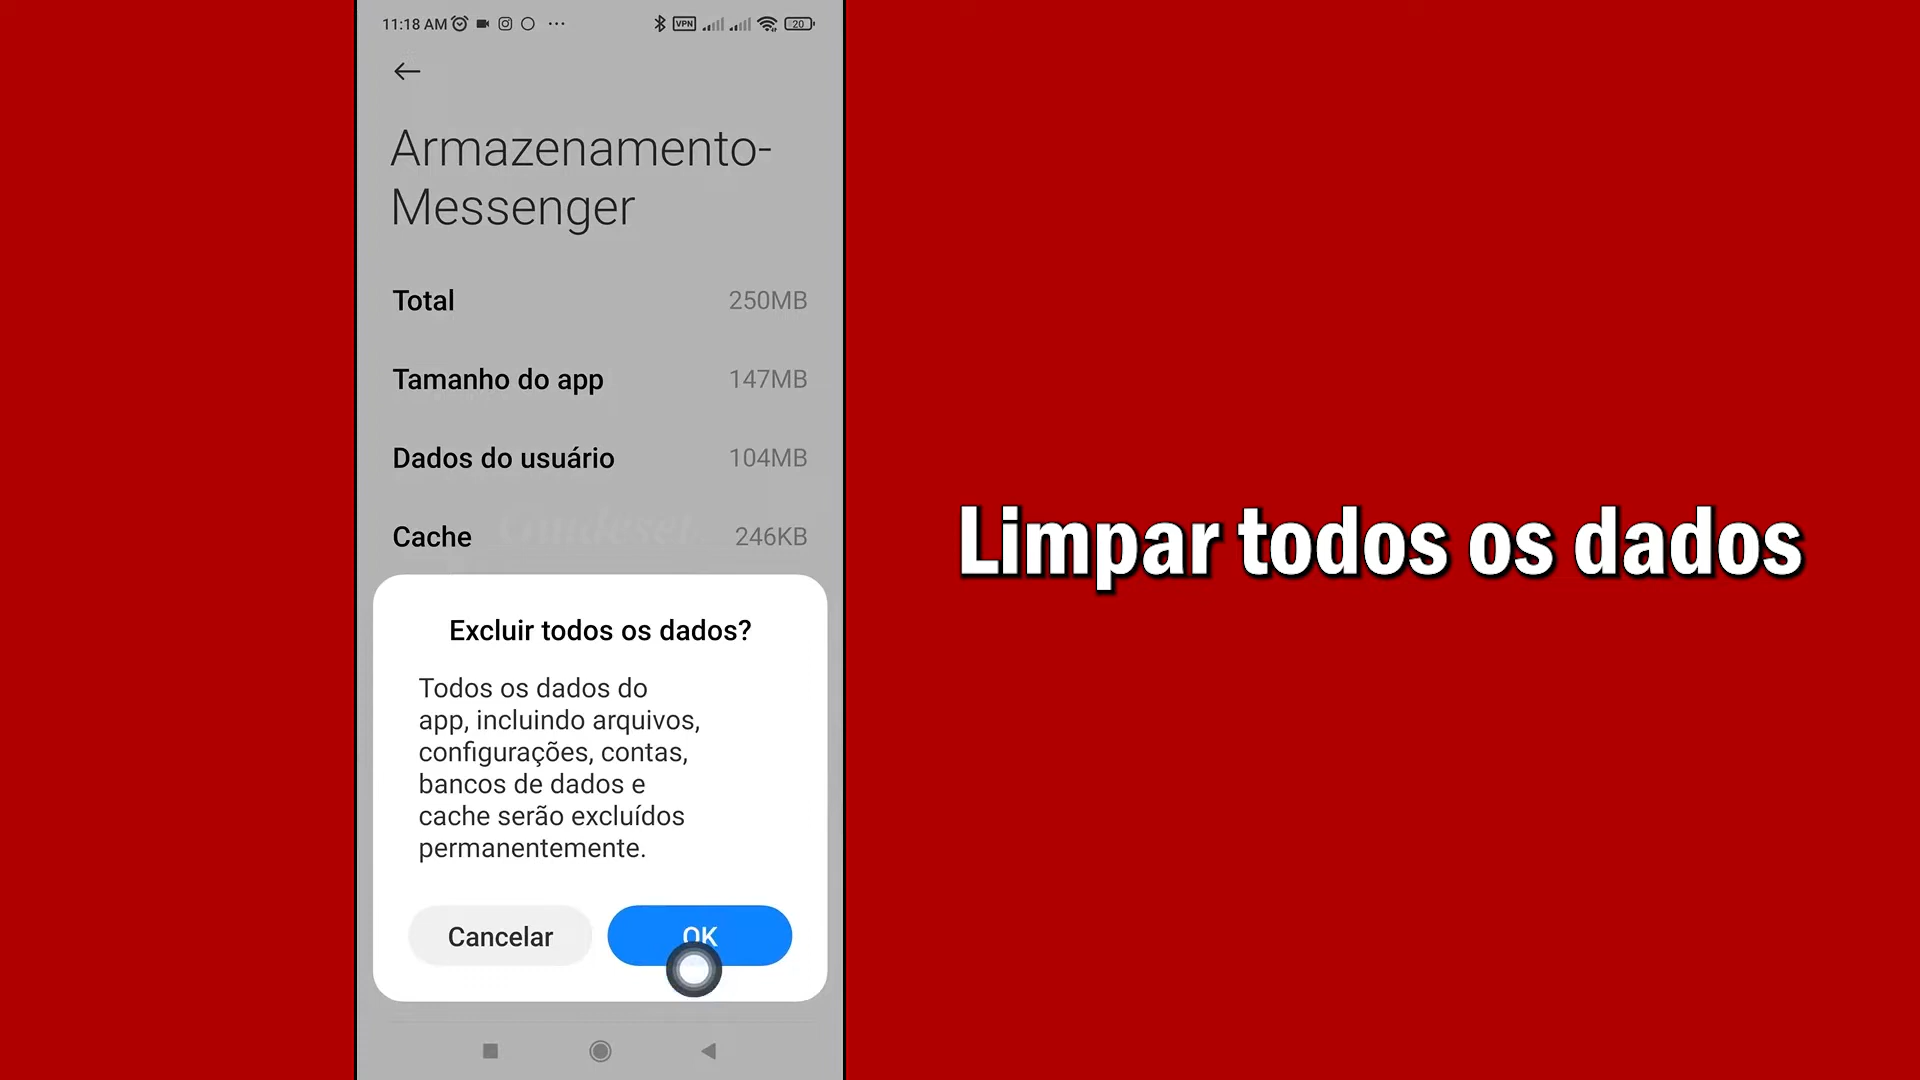 11:18 AM
VPN
20
Armazenamento-
Messenger
Total 250MB
Tamanho do app 147MB
Dados do usuário 104MB
Cache 246KB
Limpar todos os dados
Excluir todos os dados?
Todos os dados do
app, incluindo arquivos,
configurações, contas,
bancos de dados e
cache serão excluídos
permanentemente.
Cancelar OK